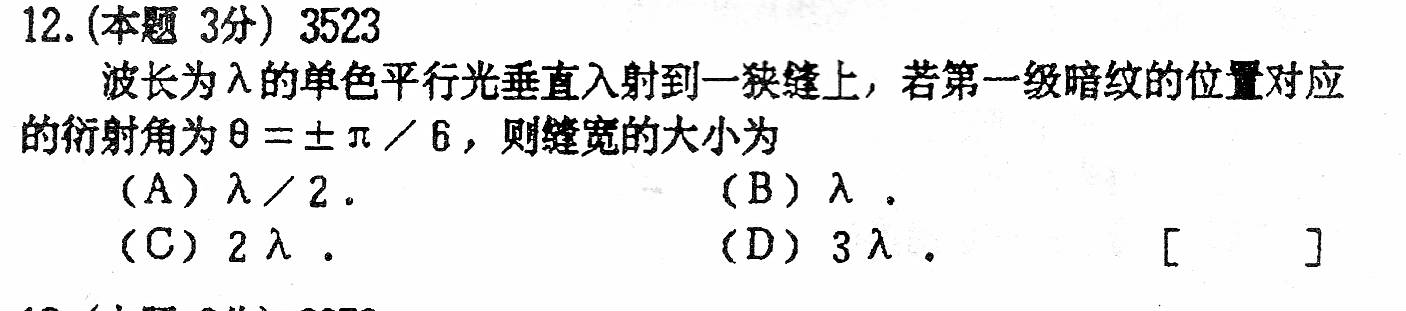 12.(本题 3分) 3523
波长为λ的单色平行光垂直入射到一狭缝上，若第一级暗纹的位置对应
的衍射角为θ＝±π／6，则缝宽的大小为
（A）λ／2． （B）λ．
（C）2λ． （D）3λ． ［ ］